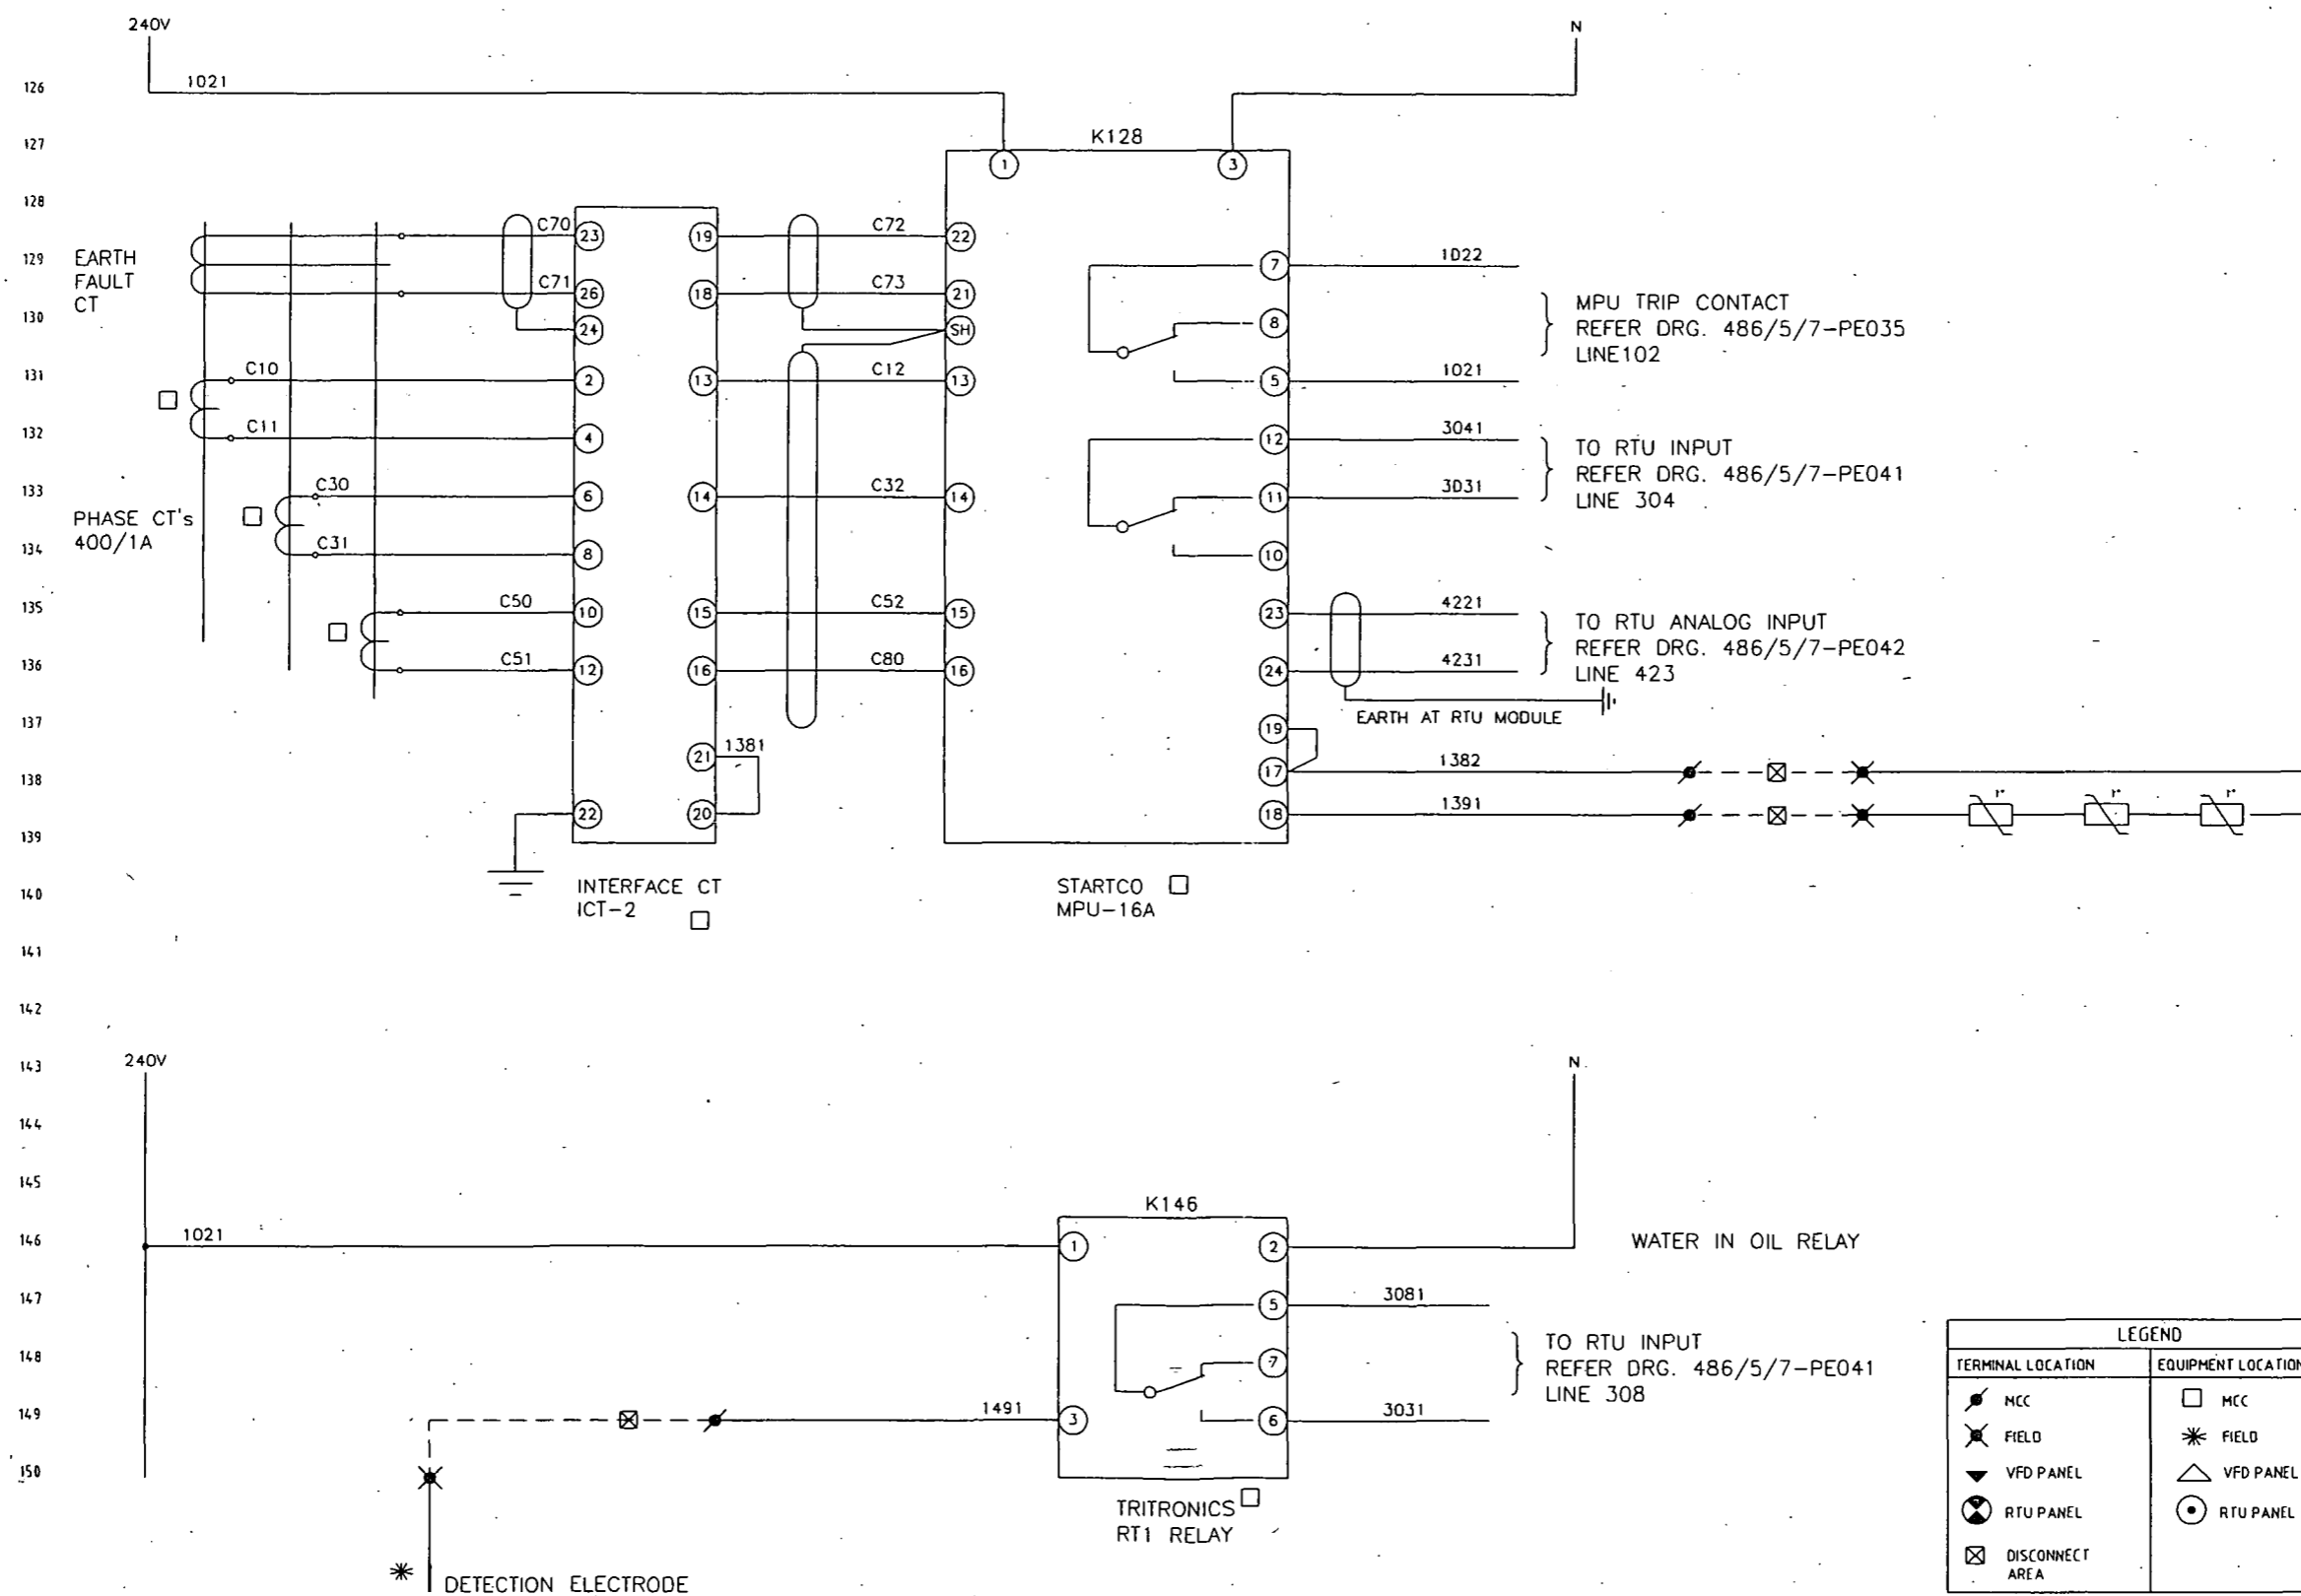 240V
N
126
1021
127
K128
1
3
128
EARTH
FAULT
CT
C70
23
19
C72
22
129
7
1D22
C71
26
18
C73
21
130
24
SH
8
MPU TRIP CONTACT
REFER DRG. 486/5/7-PE035
LINE102
131
C10
2
13
C12
13
5
1021
132
C11
4
12
3041
TO RTU INPUT
REFER DRG. 486/5/7-PE041
LINE 304
133
C30
6
14
C32
14
11
3D31
PHASE CT's
400/1A
134
C31
8
10
135
C50
10
15
C52
15
23
4221
TO RTU ANALOG INPUT
REFER DRG. 486/5/7-PE042
LINE 423
136
C51
12
16
C80
16
24
4231
137
EARTH AT RTU MODULE
19
21
1381
138
17
1382
22
20
18
1391
139
140
INTERFACE CT
ICT-2
STARTCO
MPU-16A
141
142
143
240V
N
144
145
K146
146
1021
1
2
WATER IN OIL RELAY
147
5
3081
148
7
TO RTU INPUT
REFER DRG. 486/5/7-PE041
LINE 308
149
1491
3
6
3031
150
TRITRONICS
RT1 RELAY
DETECTION ELECTRODE
LEGEND
TERMINAL LOCATION
EQUIPMENT LOCATION
MCC
MCC
FIELD
FIELD
VFD PANEL
VFD PANEL
RTU PANEL
RTU PANEL
DISCONNECT
AREA